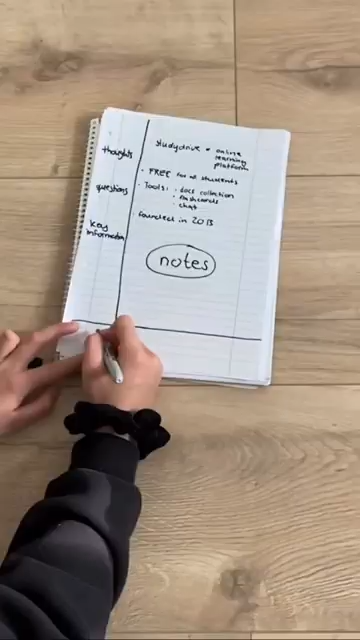 thoughts
questions
key
information
studydrive = online
learning
platform
• FREE for all students
• Tools: - docs collection
- flashcards
- chat
• founded in 2013
notes